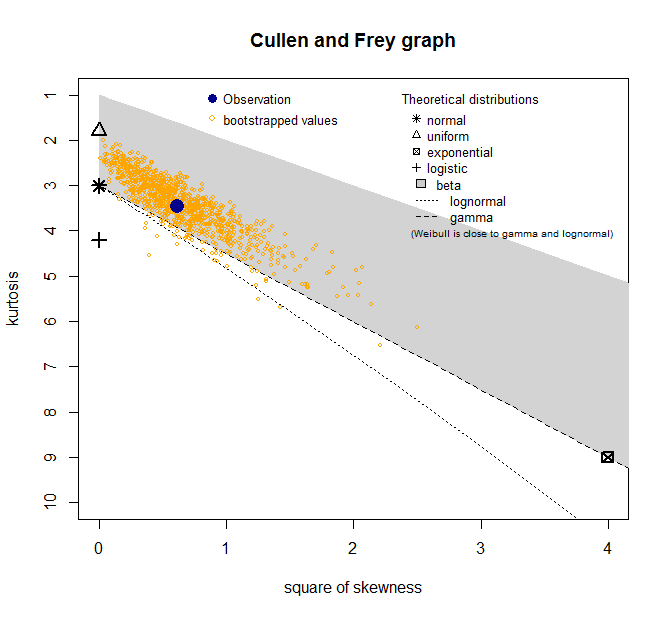 Cullen and Frey graph
Observation
bootstrapped values
Theoretical distributions
normal
uniform
exponential
logistic
beta
lognormal
gamma
(Weibull is close to gamma and lognormal)
kurtosis
1
2
3
4
5
6
7
8
9
10
0
1
2
3
4
square of skewness